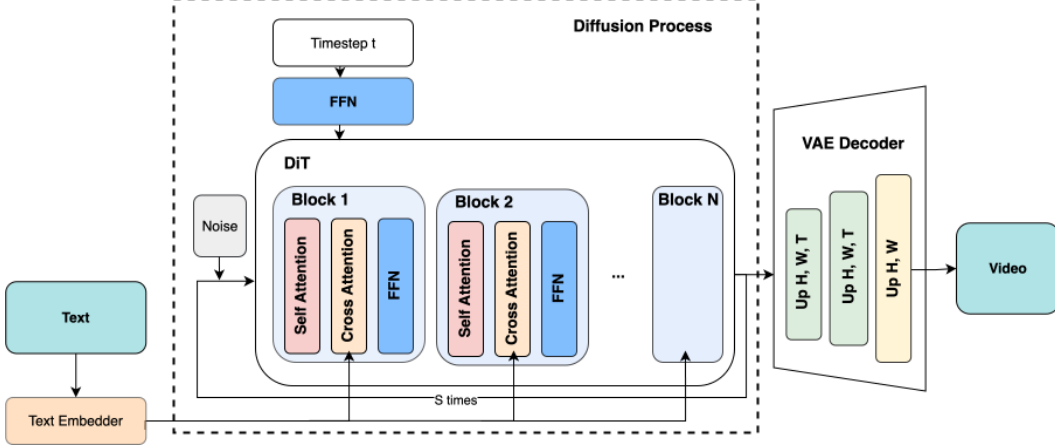 Diffusion Process
Timestep t
FFN
DiT
Block 1
Self Attention
Cross Attention
FFN
Block 2
Self Attention
Cross Attention
FFN
...
Block N
Noise
S times
Text
Text Embedder
VAE Decoder
Up H, W, T
Up H, W, T
Up H, W
Video